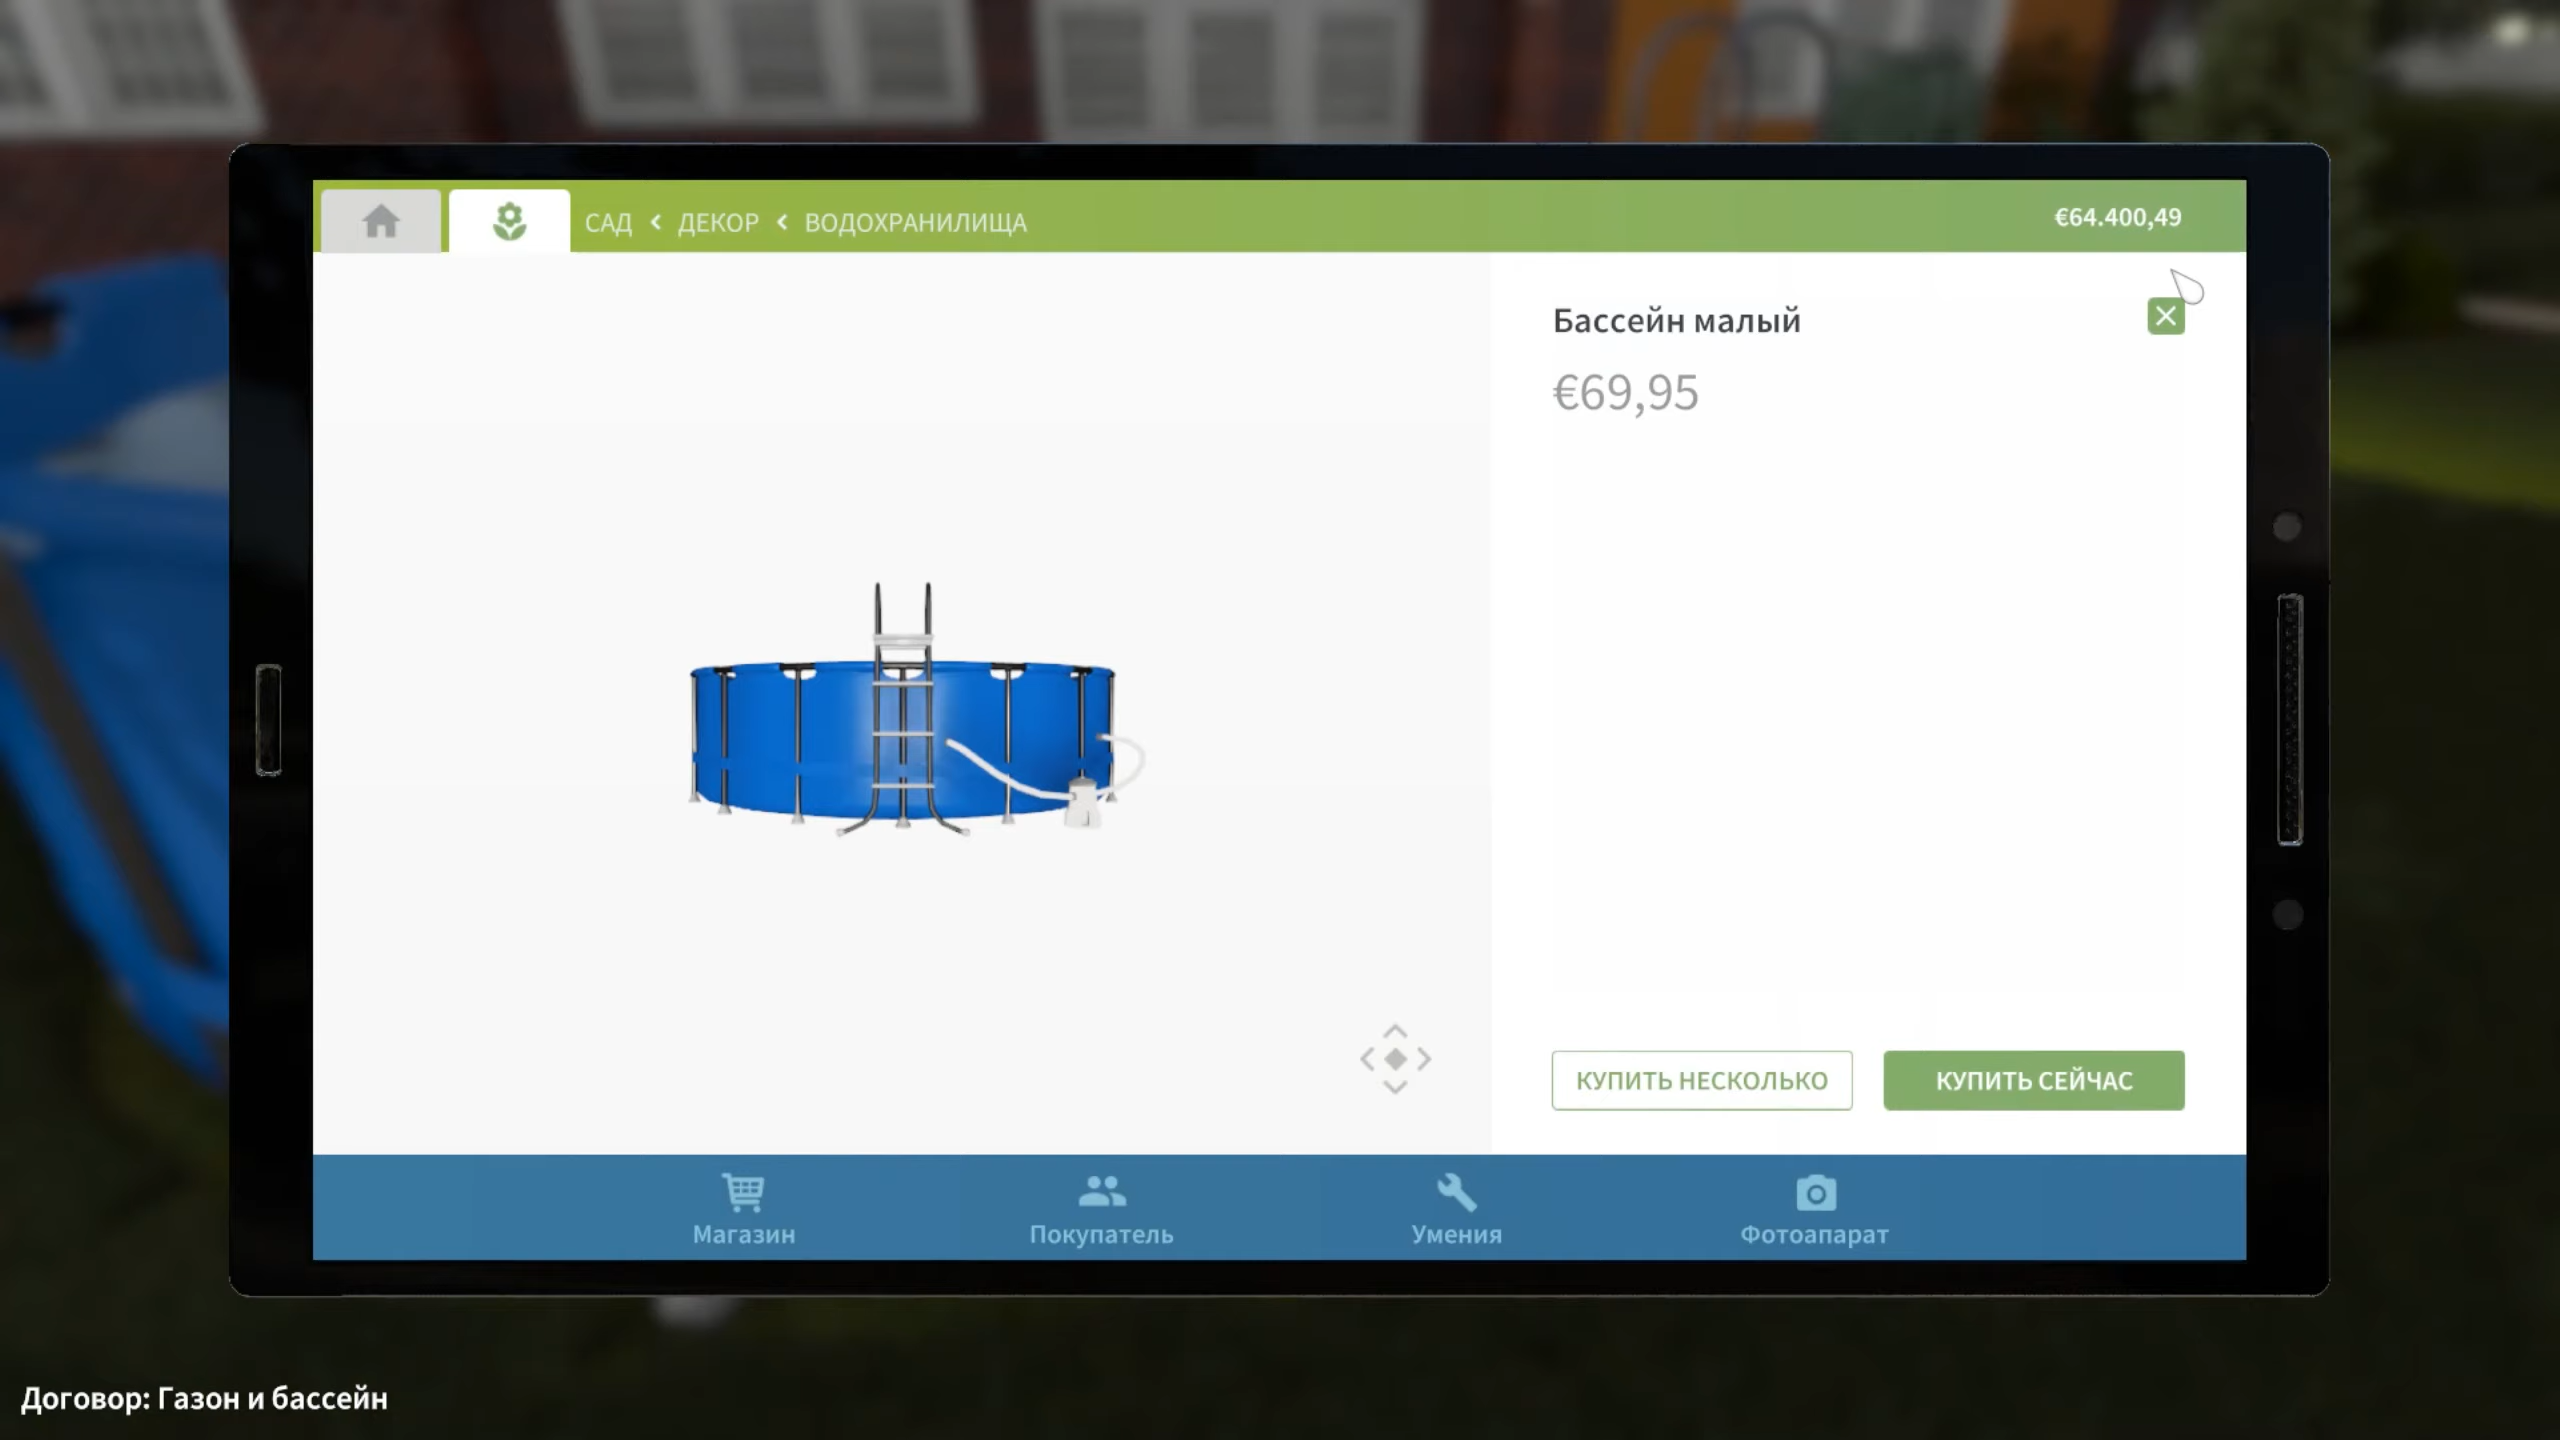 САД < ДЕКОР < ВОДОХРАНИЛИЩА
€64.400,49
Бассейн малый
€69,95
КУПИТЬ НЕСКОЛЬКО
КУПИТЬ СЕЙЧАС
Магазин
Покупатель
Умения
Фотоапарат
Договор: Газон и бассейн